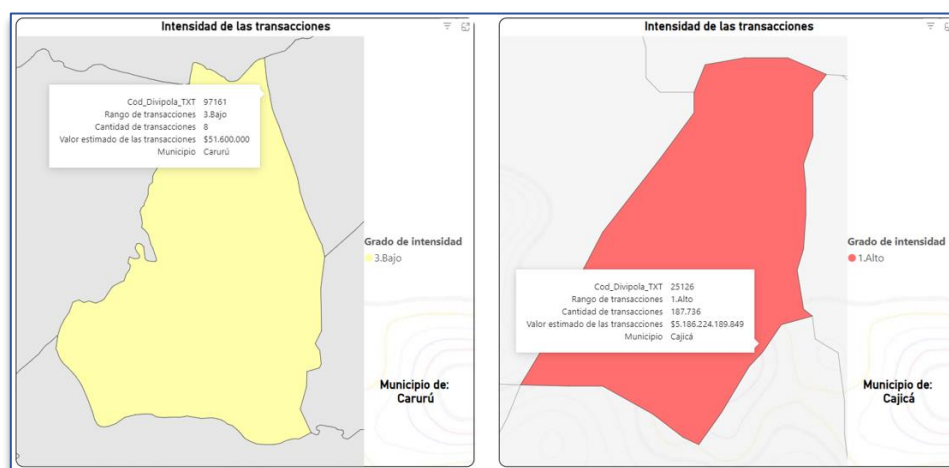 Intensidad de las transacciones
Cod_Divipola_TXT 97161
Rango de transacciones 3.Bajo
Cantidad de transacciones 8
Valor estimado de las transacciones $51.600.000
Municipio Carurú
Grado de intensidad
3.Bajo
Municipio de:
Carurú
Intensidad de las transacciones
Cod_Divipola_TXT 25126
Rango de transacciones 1.Alto
Cantidad de transacciones 187.736
Valor estimado de las transacciones $5.186.224.189.849
Municipio Cajicá
Grado de intensidad
1.Alto
Municipio de:
Cajicá